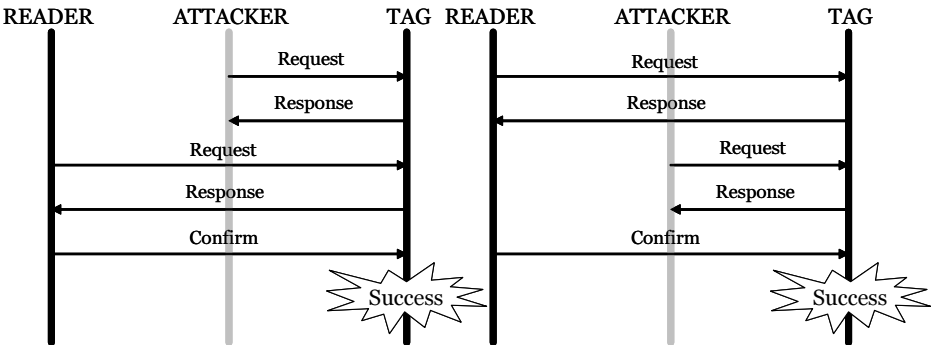 READER ATTACKER TAG READER ATTACKER TAG
Request
Response
Request
Response
Confirm
Success
Request
Response
Request
Response
Confirm
Success